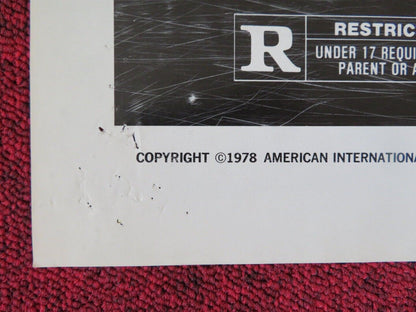 R
RESTRIC
UNDER 17 REQUI
PARENT OR A
COPYRIGHT ©1978 AMERICAN INTERNATIONA